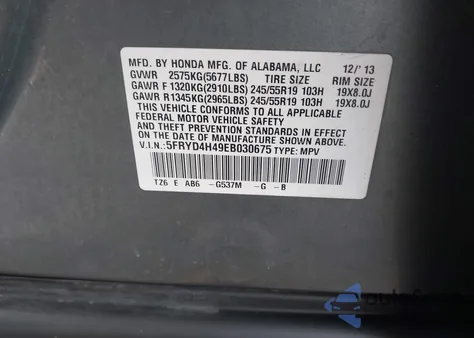 MFD. BY HONDA MFG. OF ALABAMA, LLC 12/'13
GVWR 2575KG(5677LBS) TIRE SIZE RIM SIZE
GAWR F 1320KG(2910LBS) 245/55R19 103H 19X8.0J
GAWR R1345KG(2965LBS) 245/55R19 103H 19X8.0J
THIS VEHICLE CONFORMS TO ALL APPLICABLE
FEDERAL MOTOR VEHICLE SAFETY STANDARDS IN EFFECT
ON THE DATE OF MANUFACTURE SHOWN ABOVE.
V.I.N.: 5FRYD4H49EB030675 TYPE: MPV
TZ6 E AB6 -G537M -G -B